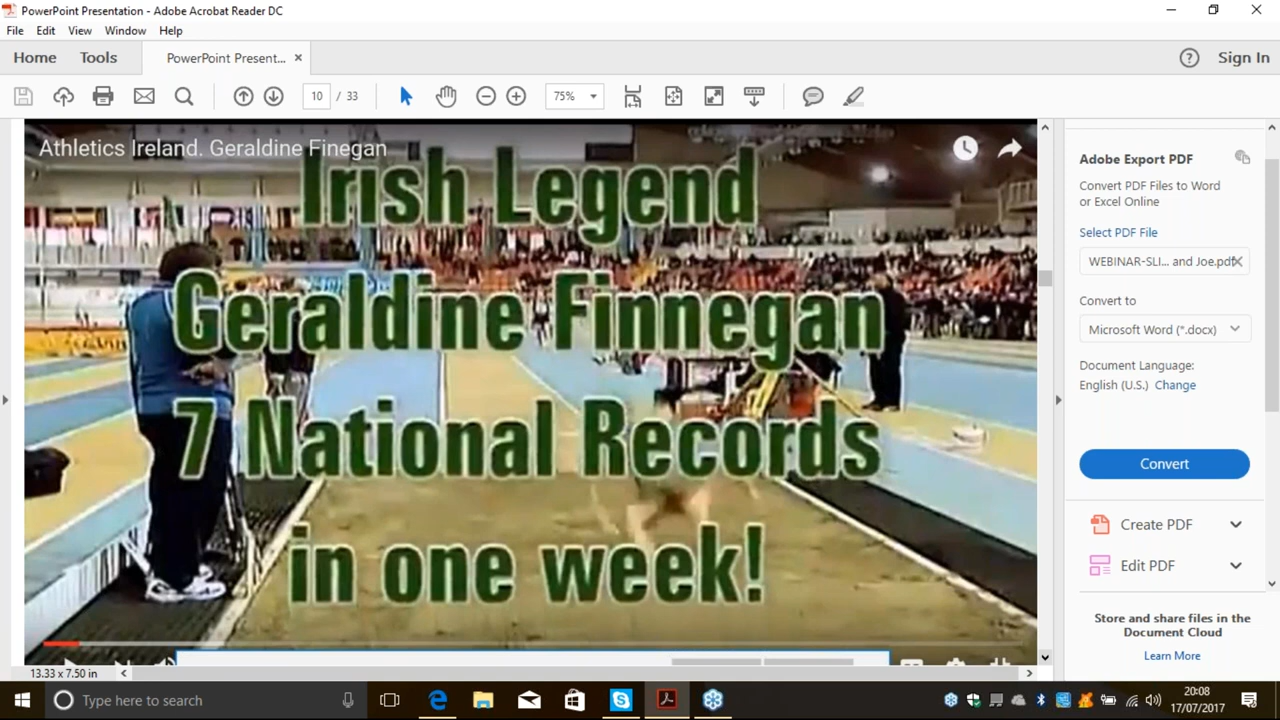 PowerPoint Presentation - Adobe Acrobat Reader DC
File Edit View Window Help
Home Tools PowerPoint Present... × Sign In
10 / 33 75%
Athletics Ireland. Geraldine Finegan
Irish Legend
Geraldine Finnegan
7 National Records
in one week!
13.33 x 7.50 in
Adobe Export PDF
Convert PDF Files to Word
or Excel Online
Select PDF File
WEBINAR-SLI... and Joe.pdf
Convert to
Microsoft Word (*.docx)
Document Language:
English (U.S.) Change
Convert
Create PDF
Edit PDF
Store and share files in the
Document Cloud
Learn More
Type here to search
20:08
17/07/2017